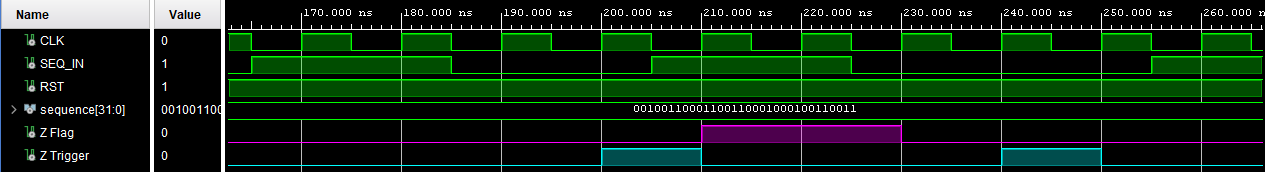 Name Value 170.000 ns 180.000 ns 190.000 ns 200.000 ns 210.000 ns 220.000 ns 230.000 ns 240.000 ns 250.000 ns 260.000 ns
CLK 0
SEQ_IN 1
RST 1
sequence[31:0] 001001100 00100110001100110001000100110011
Z Flag 0
Z Trigger 0